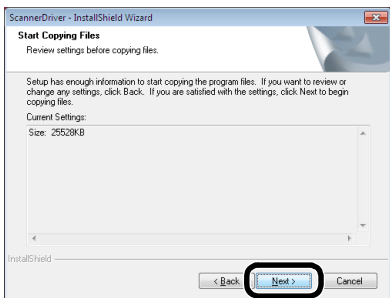 ScannerDriver - InstallShield Wizard
Start Copying Files
Review settings before copying files.
Setup has enough information to start copying the program files. If you want to review or
change any settings, click Back. If you are satisfied with the settings, click Next to begin
copying files.
Current Settings:
Size: 25528KB
InstallShield
< Back Next > Cancel